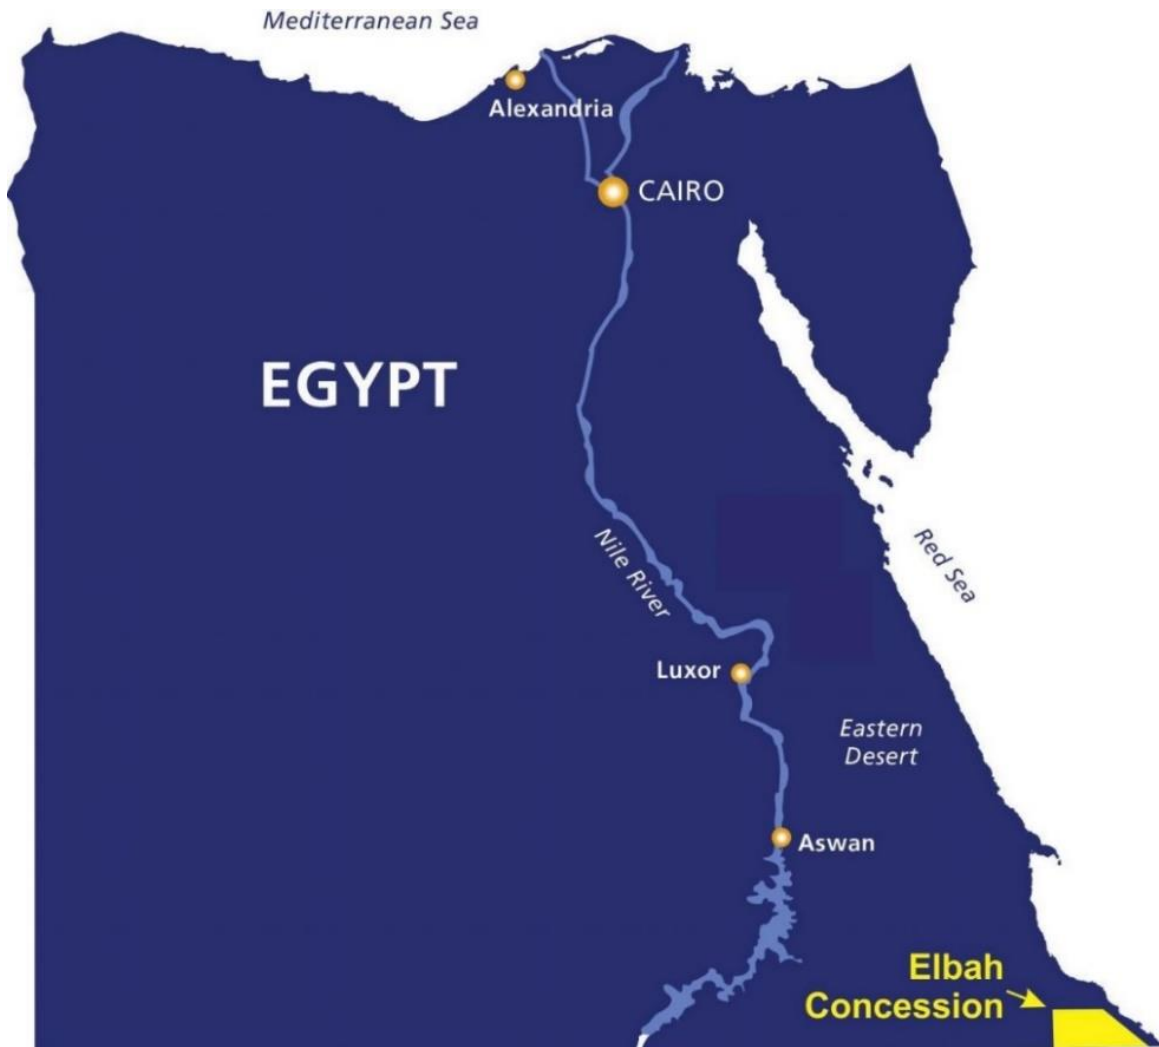 Mediterranean Sea
Alexandria
CAIRO
EGYPT
Nile River
Red Sea
Luxor
Eastern
Desert
Aswan
Elbah
Concession